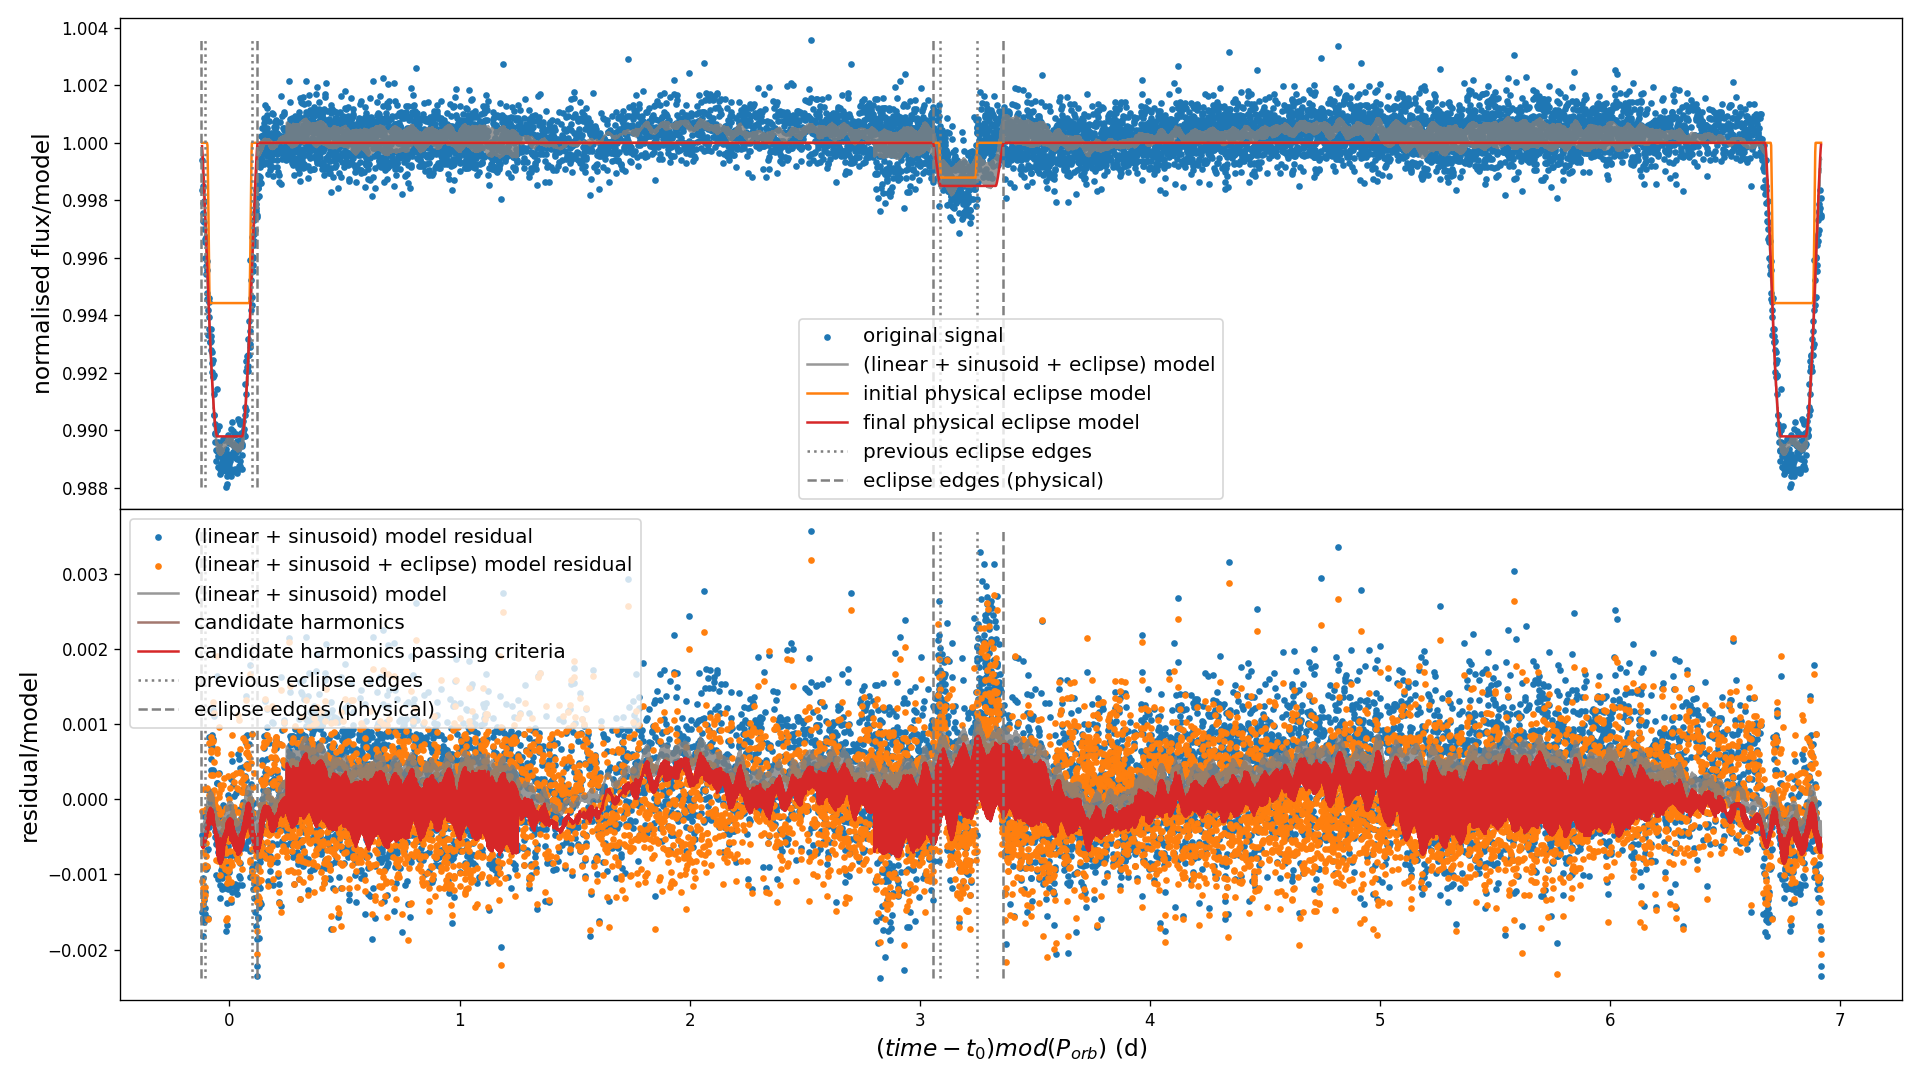 1.004
1.002
1.000
0.998
0.996
0.994
0.992
0.990
0.988
normalised flux/model
original signal
(linear + sinusoid + eclipse) model
initial physical eclipse model
final physical eclipse model
previous eclipse edges
eclipse edges (physical)
(linear + sinusoid) model residual
(linear + sinusoid + eclipse) model residual
(linear + sinusoid) model
candidate harmonics
candidate harmonics passing criteria
previous eclipse edges
eclipse edges (physical)
0.003
0.002
0.001
0.000
−0.001
−0.002
residual/model
0 1 2 3 4 5 6 7
(time − t₀)mod(P_orb) (d)